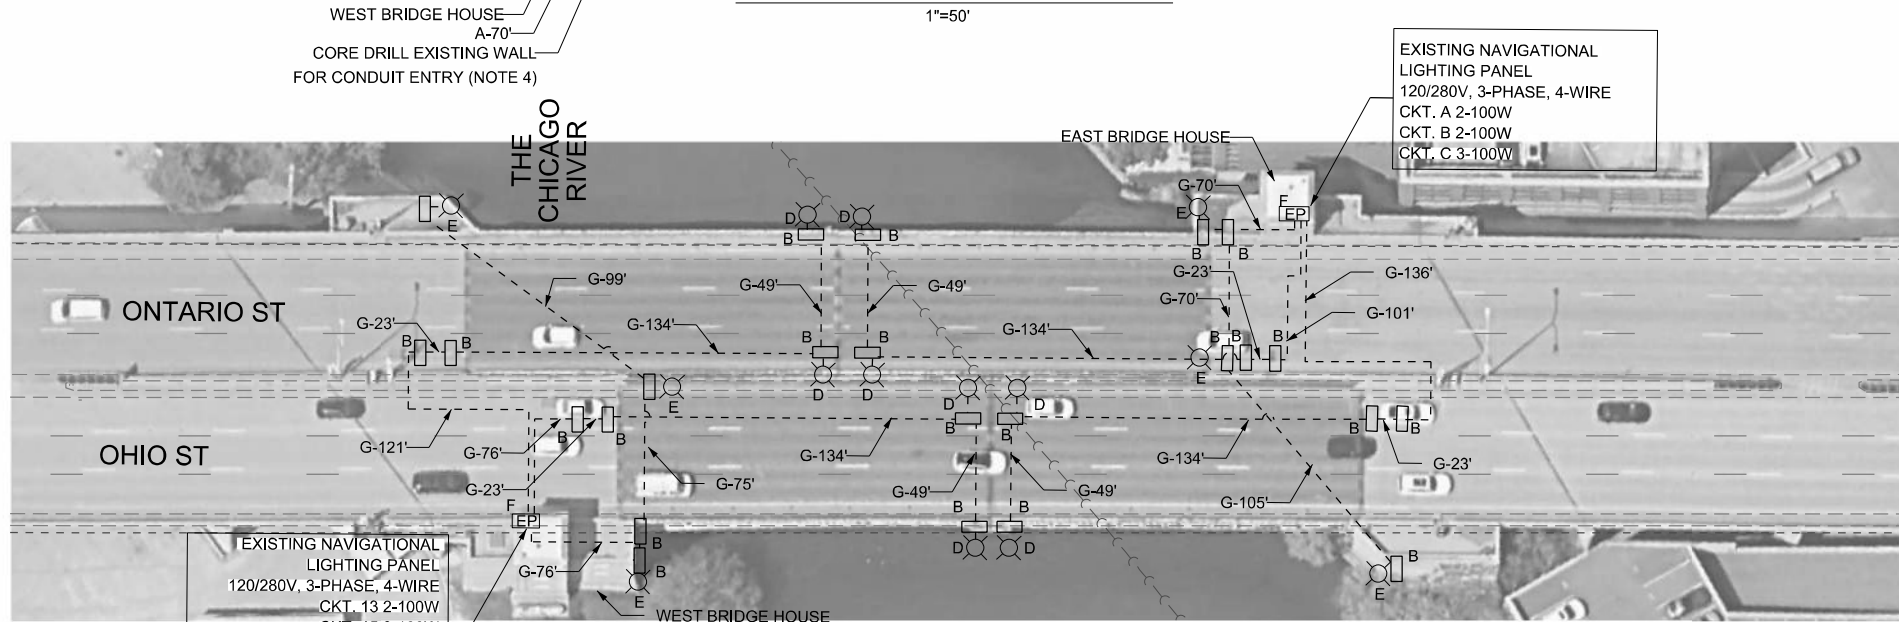 WEST BRIDGE HOUSE
A-70'
CORE DRILL EXISTING WALL
FOR CONDUIT ENTRY (NOTE 4)
1"=50'
EXISTING NAVIGATIONAL
LIGHTING PANEL
120/280V, 3-PHASE, 4-WIRE
CKT. A 2-100W
CKT. B 2-100W
CKT. C 3-100W
THE
CHICAGO
RIVER
EAST BRIDGE HOUSE
G-70'
F
EP
E
E
D
D
B
B
B
B
G-99'
G-49'
G-49'
G-23'
G-136'
G-70'
G-101'
ONTARIO ST
G-23'
G-134'
G-134'
B
B
B
B
B
B
B
E
D
D
E
D
D
G-121'
G-76'
B
B
B
B
B
B
G-134'
G-134'
G-23'
OHIO ST
G-23'
G-75'
G-49'
G-49'
G-105'
F
EP
B
B
B
B
D
D
B
E
G-76'
B
E
EXISTING NAVIGATIONAL
LIGHTING PANEL
120/280V, 3-PHASE, 4-WIRE
CKT. 13 2-100W
WEST BRIDGE HOUSE